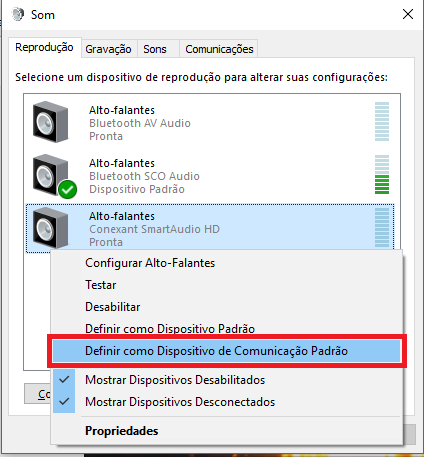 Som
Reprodução Gravação Sons Comunicações
Selecione um dispositivo de reprodução para alterar suas configurações:
Alto-falantes
Bluetooth AV Audio
Pronta
Alto-falantes
Bluetooth SCO Audio
Dispositivo Padrão
Alto-falantes
Conexant SmartAudio HD
Pronta
Configurar Alto-Falantes
Testar
Desabilitar
Definir como Dispositivo Padrão
Definir como Dispositivo de Comunicação Padrão
Mostrar Dispositivos Desabilitados
Mostrar Dispositivos Desconectados
Propriedades